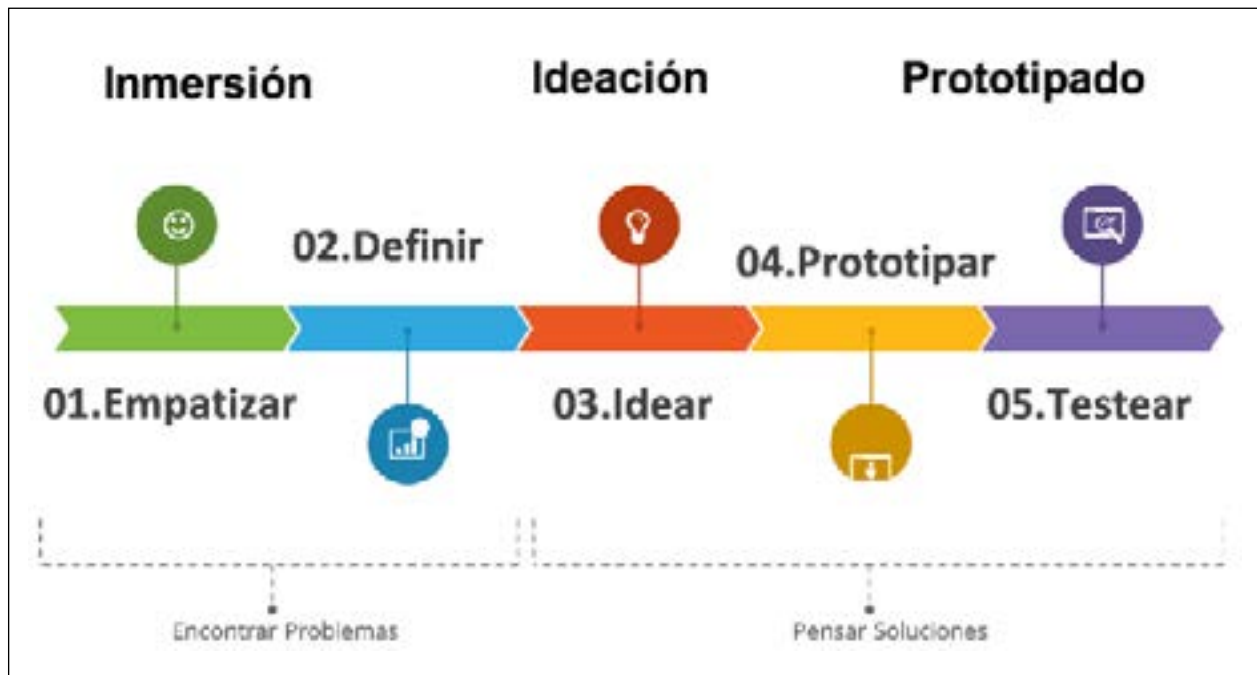 Inmersión
Ideación
Prototipado
02.Definir
04.Prototipar
01.Empatizar
03.Idear
05.Testear
Encontrar Problemas
Pensar Soluciones